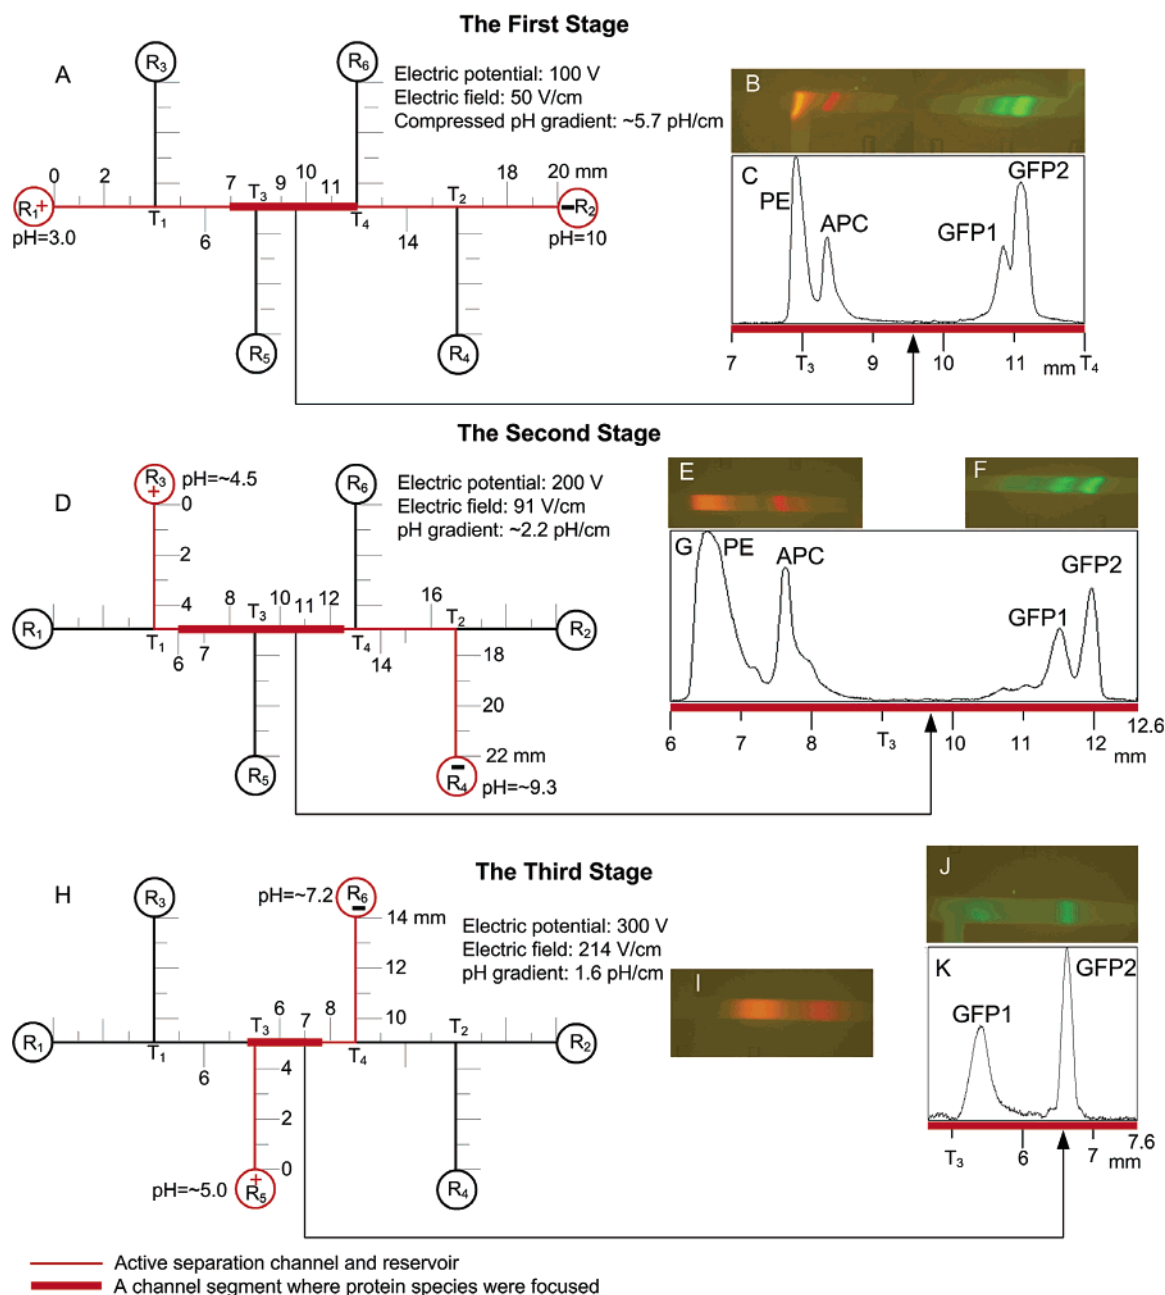 The First Stage
A
R3
R6
Electric potential: 100 V
Electric field: 50 V/cm
Compressed pH gradient: ~5.7 pH/cm
0
2
7
T3
9
10
11
18
20 mm
R1
+
T1
6
T4
14
T2
R2
pH=3.0
pH=10
R5
R4
B
C
PE
APC
GFP1
GFP2
7
T3
9
10
11
mm
T4
The Second Stage
D
R3
+
pH=~4.5
R6
Electric potential: 200 V
Electric field: 91 V/cm
pH gradient: ~2.2 pH/cm
0
2
4
8
T3
10
11
12
16
T2
R1
T1
6
7
T4
14
R2
18
20
22 mm
R5
R4
pH=~9.3
E
F
G
PE
APC
GFP1
GFP2
6
7
8
T3
10
11
12
12.6
mm
The Third Stage
H
R3
pH=~7.2
R6
14 mm
Electric potential: 300 V
Electric field: 214 V/cm
pH gradient: 1.6 pH/cm
12
10
T3
6
7
8
T2
R1
T1
6
T4
R2
4
2
0
pH=~5.0
+
R5
R4
I
J
K
GFP1
GFP2
T3
6
7
7.6
mm
Active separation channel and reservoir
A channel segment where protein species were focused